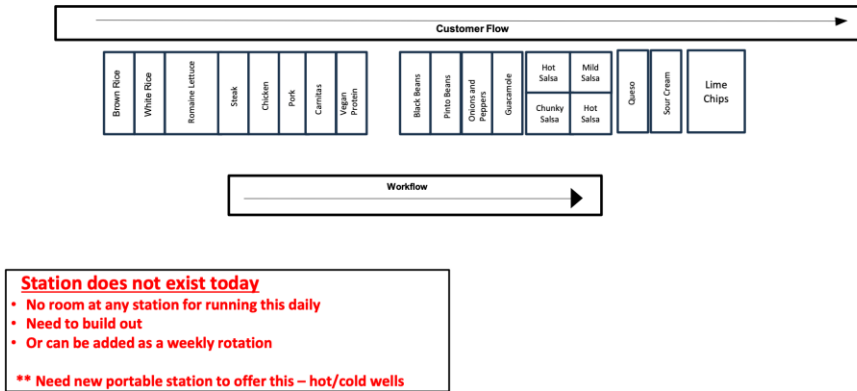 Customer Flow
Brown Rice
White Rice
Romaine Lettuce
Steak
Chicken
Pork
Carnitas
Vegan
Protein
Black Beans
Pinto Beans
Onions and
Peppers
Guacamole
Hot
Salsa
Mild
Salsa
Chunky
Salsa
Hot
Salsa
Queso
Sour Cream
Lime
Chips
Workflow
Station does not exist today
• No room at any station for running this daily
• Need to build out
• Or can be added as a weekly rotation
** Need new portable station to offer this – hot/cold wells